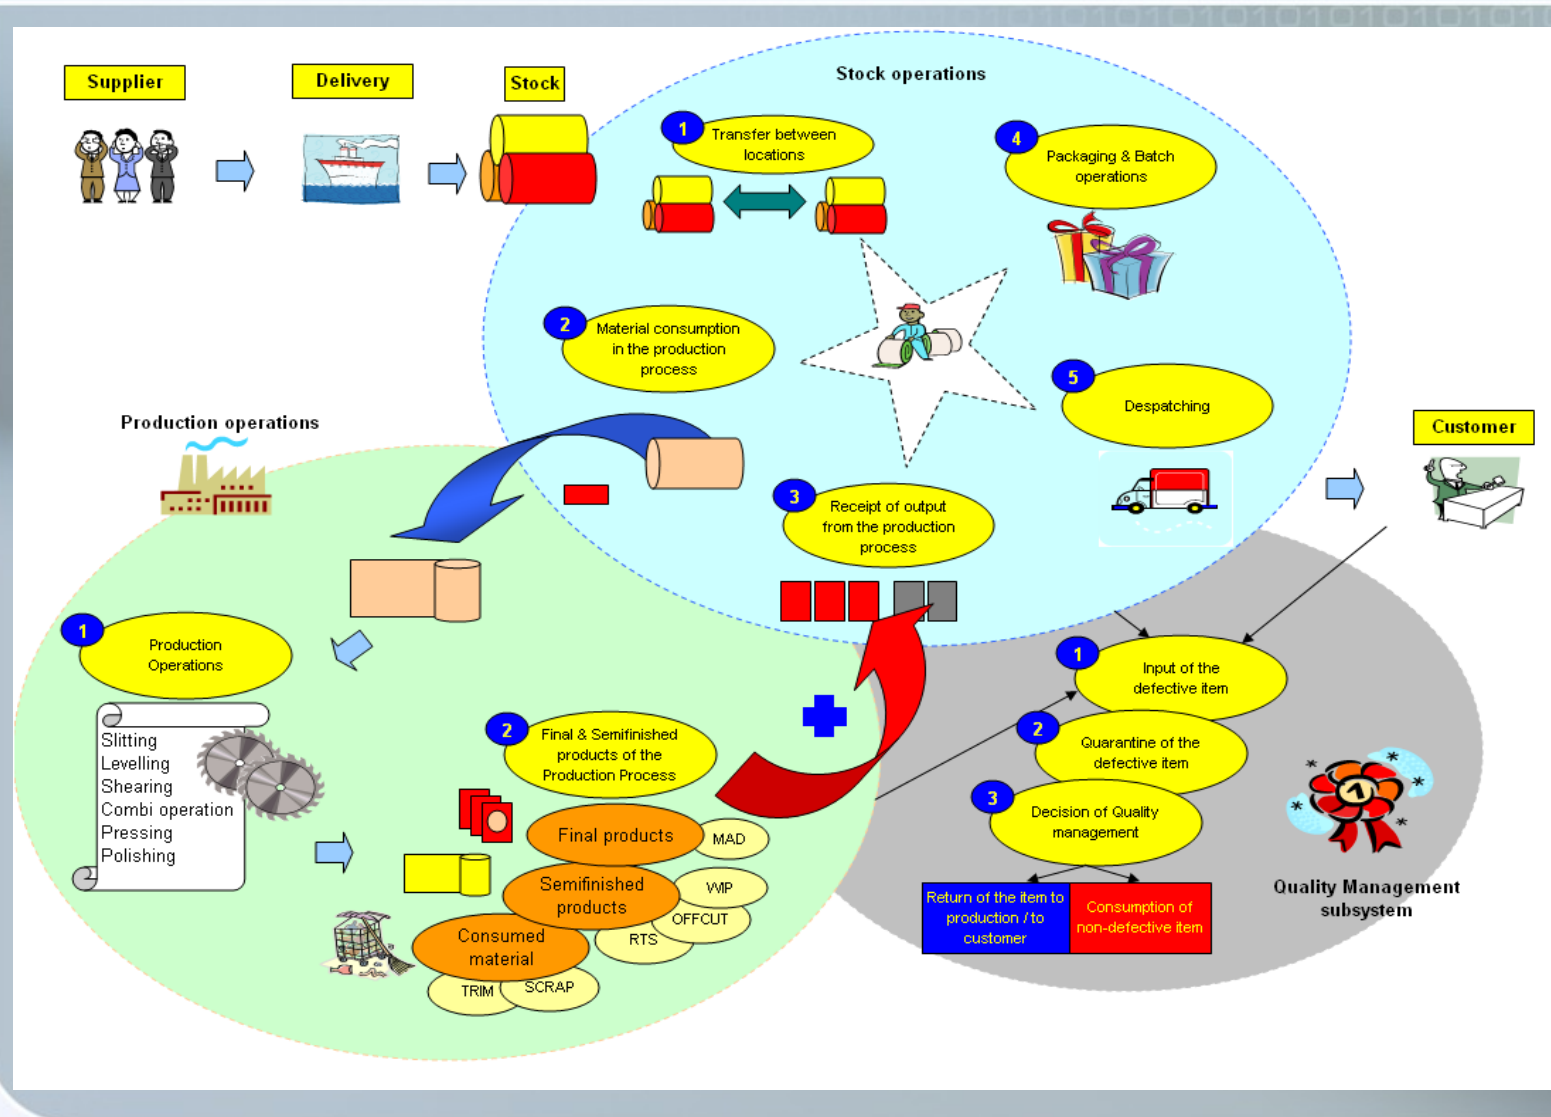 Supplier
Delivery
Stock
Stock operations
1
Transfer between
locations
4
Packaging & Batch
operations
2
Material consumption
in the production
process
5
Despatching
Customer
Production operations
3
Receipt of output
from the production
process
1
Production
Operations
Slitting
Levelling
Shearing
Combi operation
Pressing
Polishing
2
Final & Semifinished
products of the
Production Process
Final products
MAD
Semifinished
products
WIP
OFFCUT
RTS
Consumed
material
TRIM
SCRAP
1
Input of the
defective item
2
Quarantine of the
defective item
3
Decision of Quality
management
Return of the item to
production / to
customer
Consumption of
non-defective item
1
Quality Management
subsystem